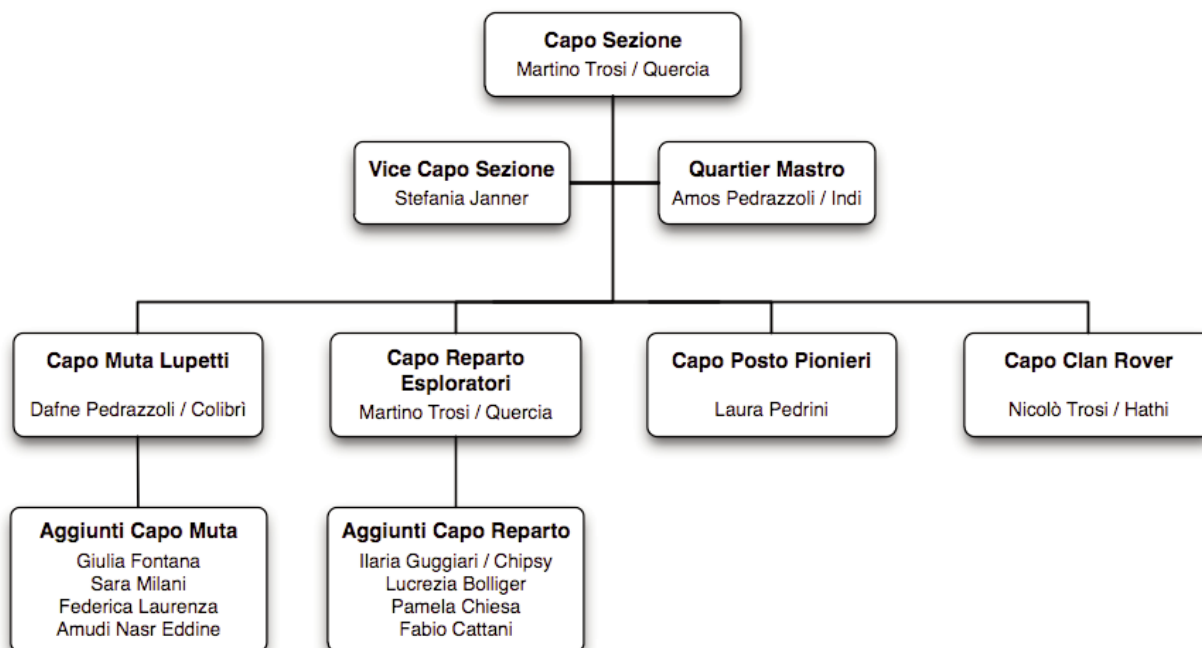 Capo Sezione
Martino Trosi / Quercia
Vice Capo Sezione
Stefania Janner
Quartier Mastro
Amos Pedrazzoli / Indi
Capo Muta Lupetti
Dafne Pedrazzoli / Colibrì
Capo Reparto
Esploratori
Martino Trosi / Quercia
Capo Posto Pionieri
Laura Pedrini
Capo Clan Rover
Nicolò Trosi / Hathi
Aggiunti Capo Muta
Giulia Fontana
Sara Milani
Federica Laurenza
Amudi Nasr Eddine
Aggiunti Capo Reparto
Ilaria Guggiari / Chipsy
Lucrezia Bolliger
Pamela Chiesa
Fabio Cattani